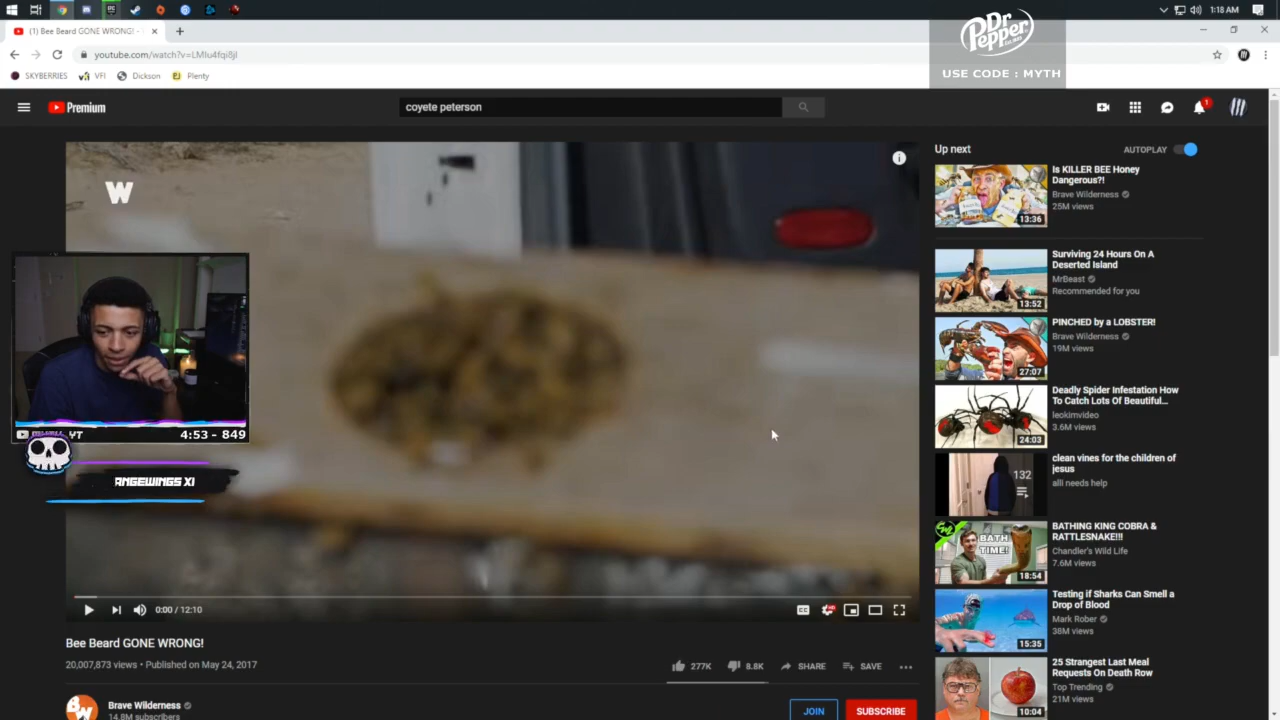 1:18 AM
(1) Bee Beard GONE WRONG! -
youtube.com/watch?v=LMIu4fqi8jI
SKYBERRIES
VFI
Dickson
Plenty
Dr Pepper
USE CODE : MYTH
Premium
coyete peterson
1
W
Up next
AUTOPLAY
Is KILLER BEE Honey
Dangerous?!
Brave Wilderness
25M views
13:36
Surviving 24 Hours On A
Deserted Island
MrBeast
Recommended for you
13:52
PINCHED by a LOBSTER!
Brave Wilderness
19M views
27:07
Deadly Spider Infestation How
To Catch Lots Of Beautiful...
leokimvideo
3.6M views
24:03
clean vines for the children of
jesus
alli needs help
132
BATHING KING COBRA &
RATTLESNAKE!!!
Chandler's Wild Life
7.6M views
BATH
TIME!
18:54
Testing if Sharks Can Smell a
Drop of Blood
Mark Rober
38M views
15:35
25 Strangest Last Meal
Requests On Death Row
Top Trending
21M views
10:04
4:53 - 849
ANGEWINGS XI
0:00 / 12:10
CC
Bee Beard GONE WRONG!
20,007,873 views • Published on May 24, 2017
277K
8.8K
SHARE
SAVE
BW
Brave Wilderness
14.8M subscribers
JOIN
SUBSCRIBE